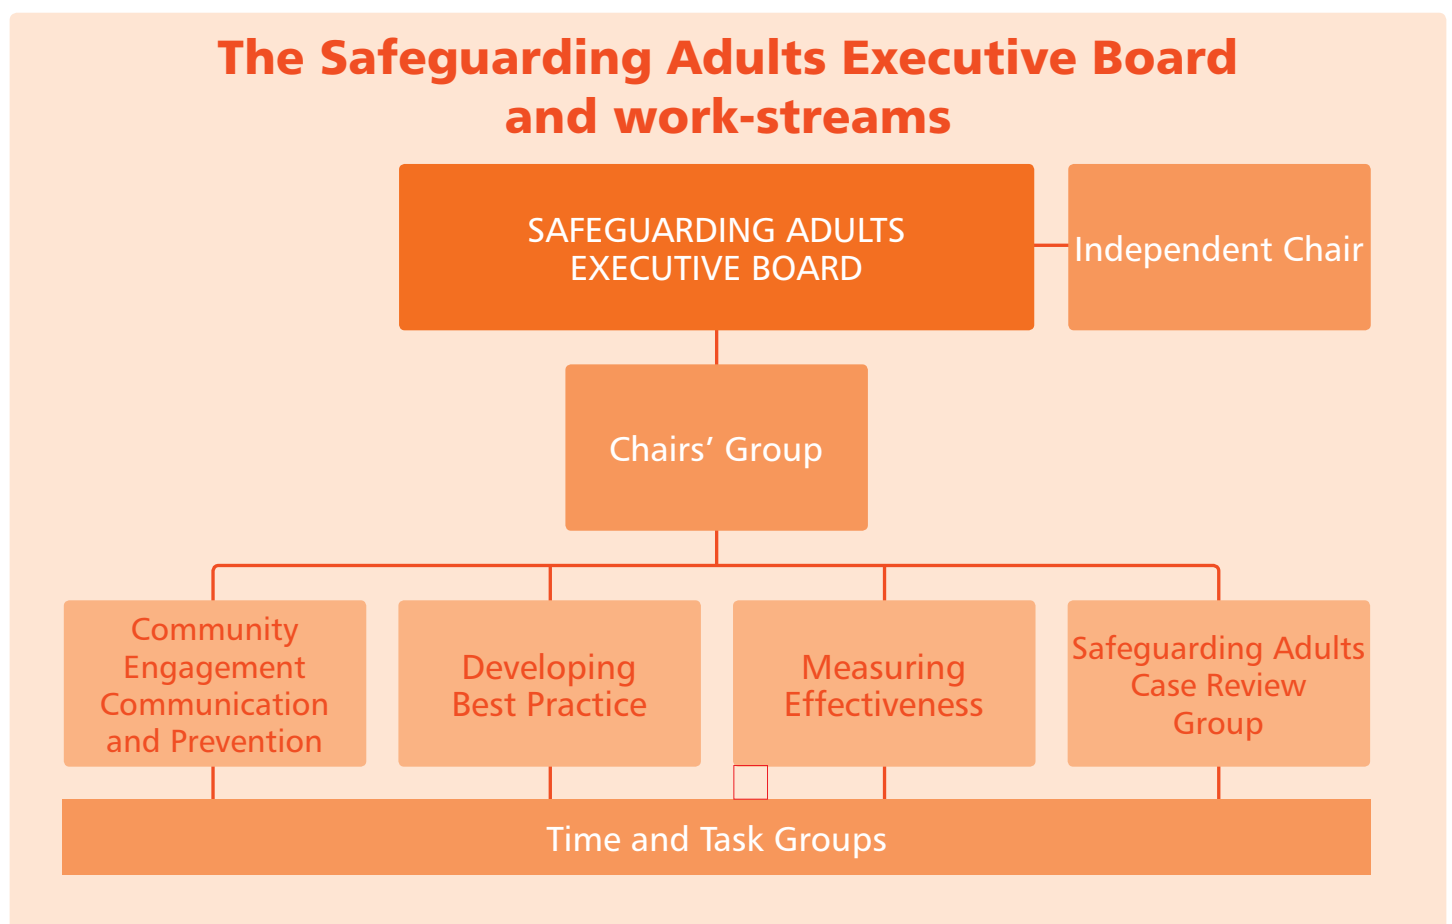 The Safeguarding Adults Executive Board
and work-streams
SAFEGUARDING ADULTS
EXECUTIVE BOARD
Independent Chair
Chairs’ Group
Community
Engagement
Communication
and Prevention
Developing
Best Practice
Measuring
Effectiveness
Safeguarding Adults
Case Review
Group
Time and Task Groups